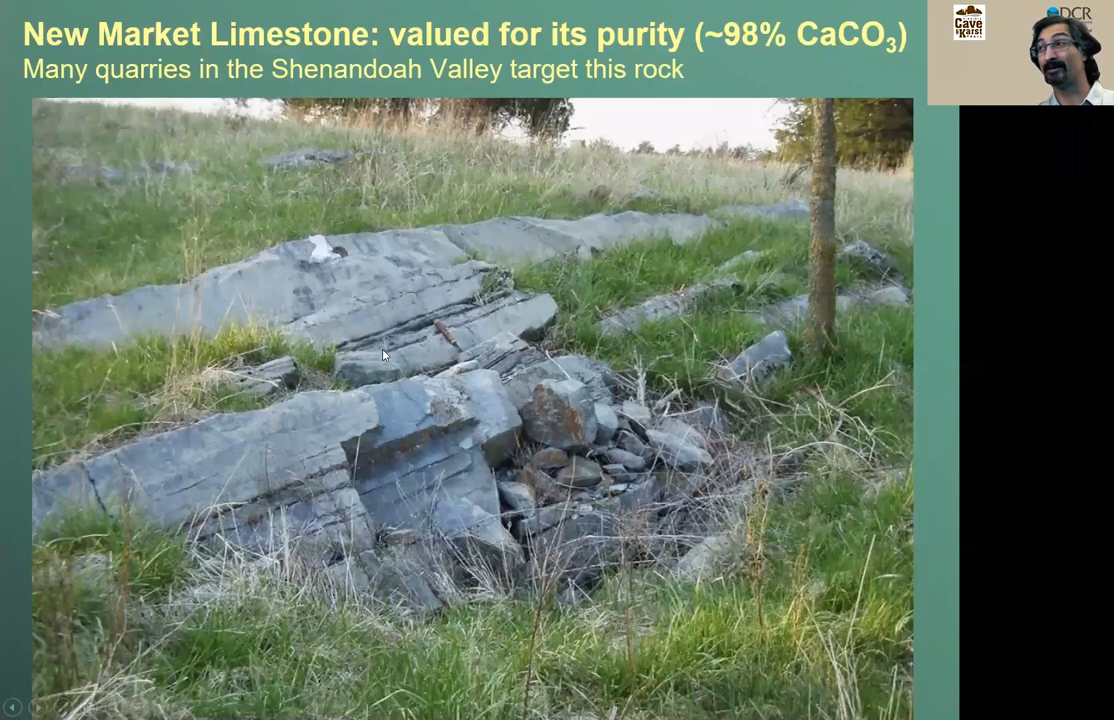 New Market Limestone: valued for its purity (~98% CaCO₃)
Many quarries in the Shenandoah Valley target this rock
Cave
Karst
DCR